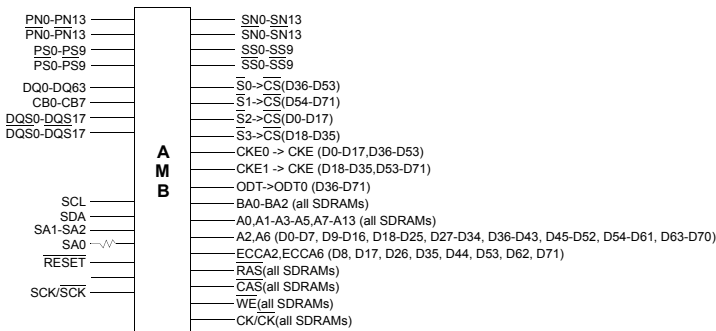 PN0-PN13
PN0-PN13
PS0-PS9
PS0-PS9
DQ0-DQ63
CB0-CB7
DQS0-DQS17
DQS0-DQS17
SCL
SDA
SA1-SA2
SA0
RESET
SCK/SCK
A
M
B
SN0-SN13
SN0-SN13
SS0-SS9
SS0-SS9
S0->CS(D36-D53)
S1->CS(D54-D71)
S2->CS(D0-D17)
S3->CS(D18-D35)
CKE0 -> CKE (D0-D17,D36-D53)
CKE1 -> CKE (D18-D35,D53-D71)
ODT->ODT0 (D36-D71)
BA0-BA2 (all SDRAMs)
A0,A1-A3-A5,A7-A13 (all SDRAMs)
A2,A6 (D0-D7, D9-D16, D18-D25, D27-D34, D36-D43, D45-D52, D54-D61, D63-D70)
ECCA2,ECCA6 (D8, D17, D26, D35, D44, D53, D62, D71)
RAS(all SDRAMs)
CAS(all SDRAMs)
WE(all SDRAMs)
CK/CK(all SDRAMs)